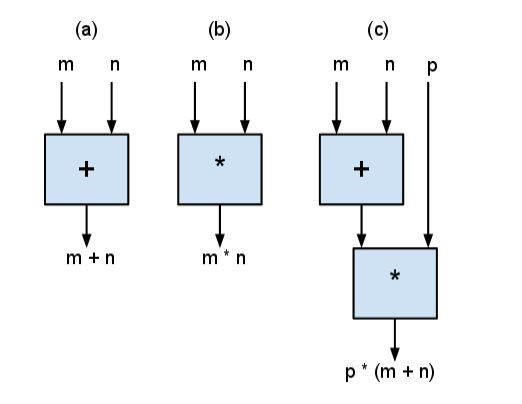 (a) (b) (c)
m n m n m n p
+ * +
m + n m * n
*
p * (m + n)